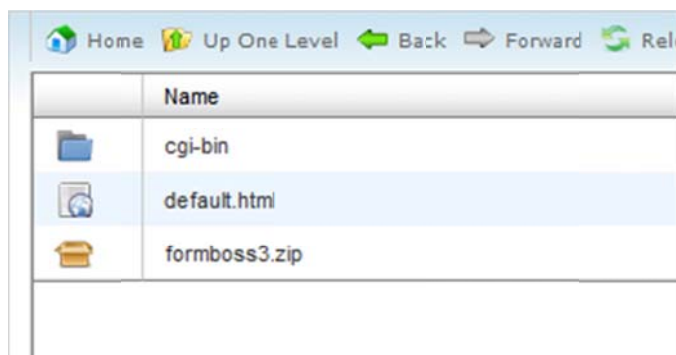 Home Up One Level Back Forward
Name
cgi-bin
default.html
formboss3.zip